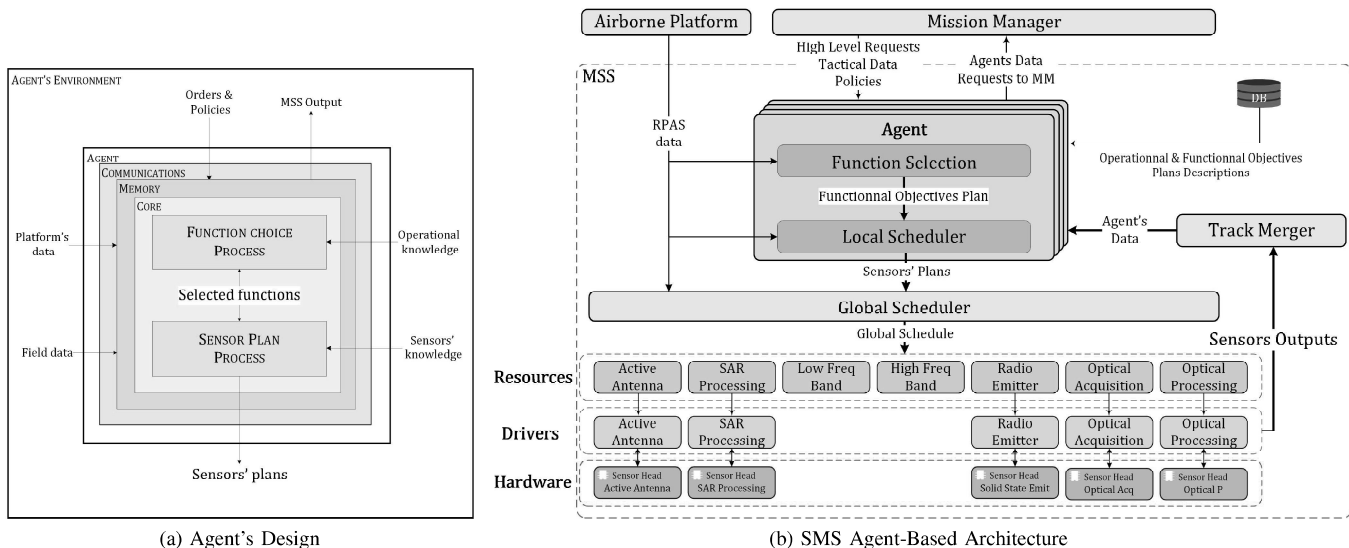 AGENT'S ENVIRONMENT
Orders &
Policies
MSS Output
AGENT
COMMUNICATIONS
MEMORY
CORE
FUNCTION CHOICE
PROCESS
Platform's
data
Operational
knowledge
Selected functions
SENSOR PLAN
PROCESS
Field data
Sensors'
knowledge
Sensors' plans
(a) Agent's Design
Airborne Platform
Mission Manager
High Level Requests
Tactical Data
Policies
Agents Data
Requests to MM
MSS
DB
RPAS
data
Agent
Function Selection
Operationnal & Functionnal Objectives
Plans Descriptions
Functionnal Objectives Plan
Local Scheduler
Agent's
Data
Track Merger
Sensors' Plans
Global Scheduler
Global Schedule
Sensors Outputs
Resources
Active
Antenna
SAR
Processing
Low Freq
Band
High Freq
Band
Radio
Emitter
Optical
Acquisition
Optical
Processing
Drivers
Active
Antenna
SAR
Processing
Radio
Emitter
Optical
Acquisition
Optical
Processing
Hardware
Sensor Head
Active Antenna
Sensor Head
SAR Processing
Sensor Head
Solid State Emit
Sensor Head
Optical Acq
Sensor Head
Optical P
(b) SMS Agent-Based Architecture